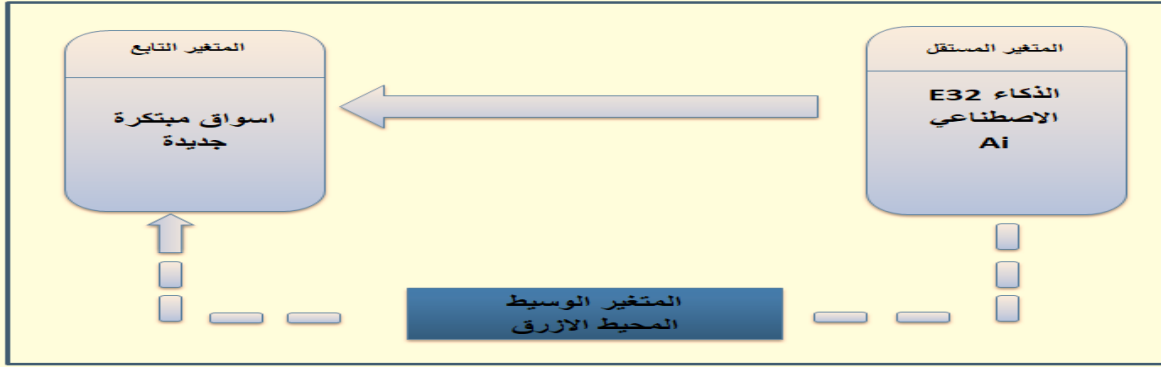 المتغير المستقل
الذكاء E32
الاصطناعي
Ai
المتغير التابع
اسواق مبتكرة
جديدة
المتغير الوسيط
المحيط الازرق